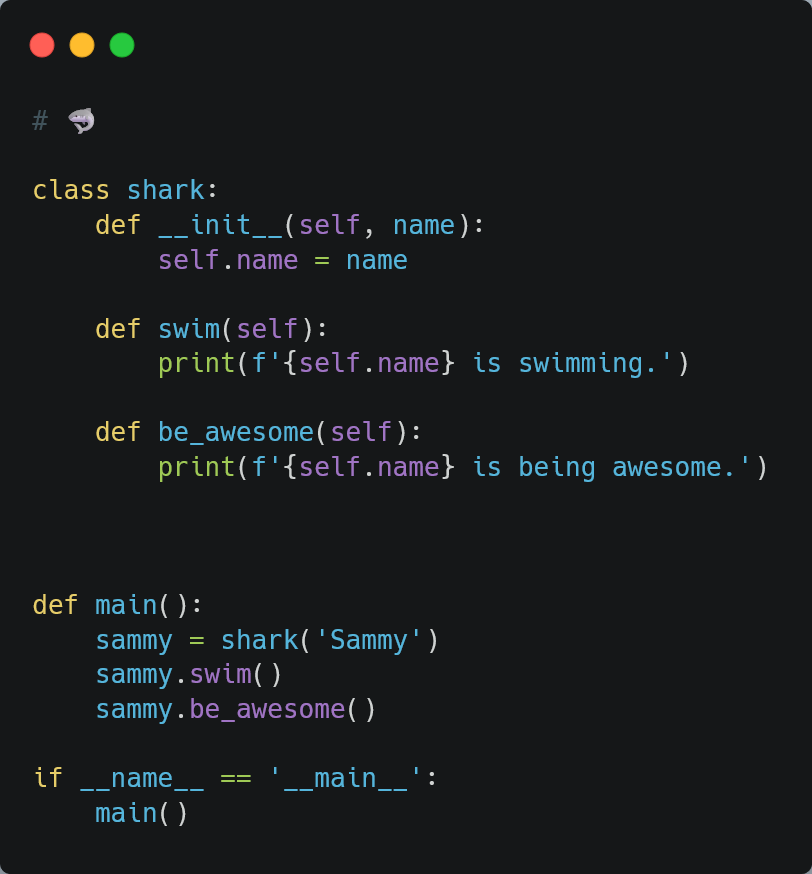 # 🦈
class shark:
    def __init__(self, name):
        self.name = name
    def swim(self):
        print(f'{self.name} is swimming.')
    def be_awesome(self):
        print(f'{self.name} is being awesome.')
def main():
    sammy = shark('Sammy')
    sammy.swim()
    sammy.be_awesome()
if __name__ == '__main__':
    main()